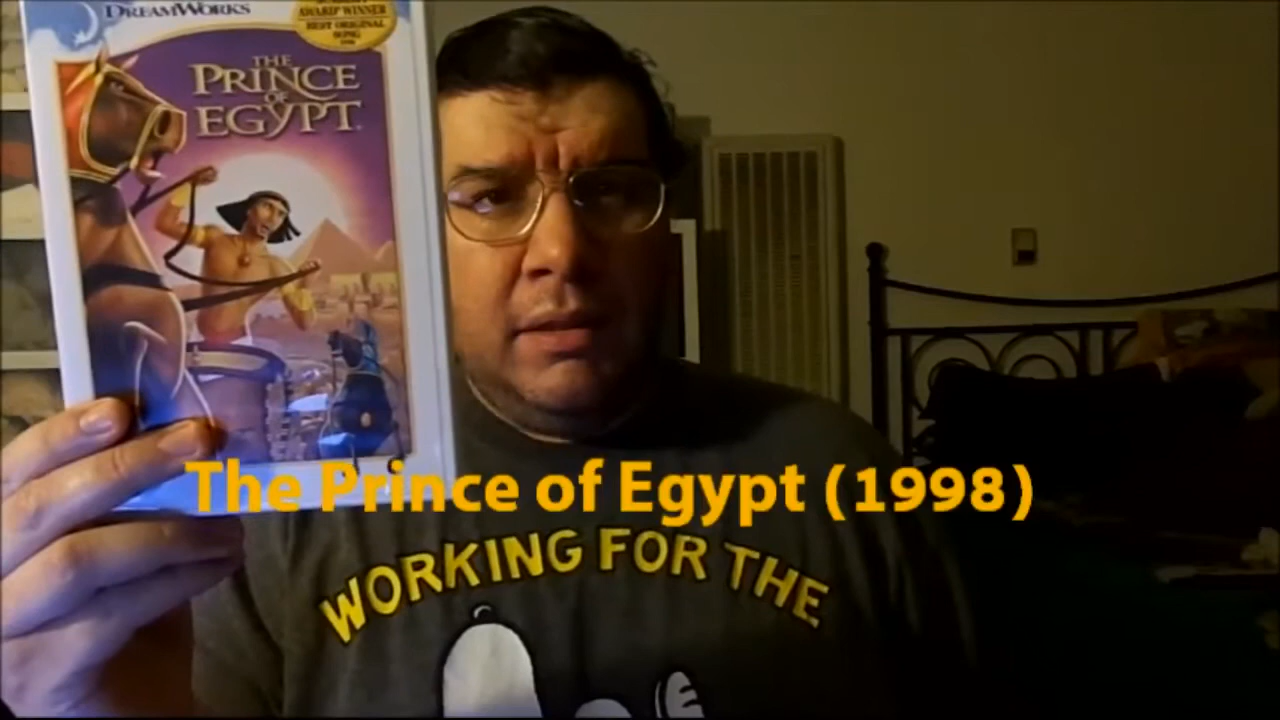 DREAMWORKS
AWARD WINNER
BEST ORIGINAL
SONG
THE
PRINCE
OF
EGYPT
The Prince of Egypt (1998)
WORKING FOR THE